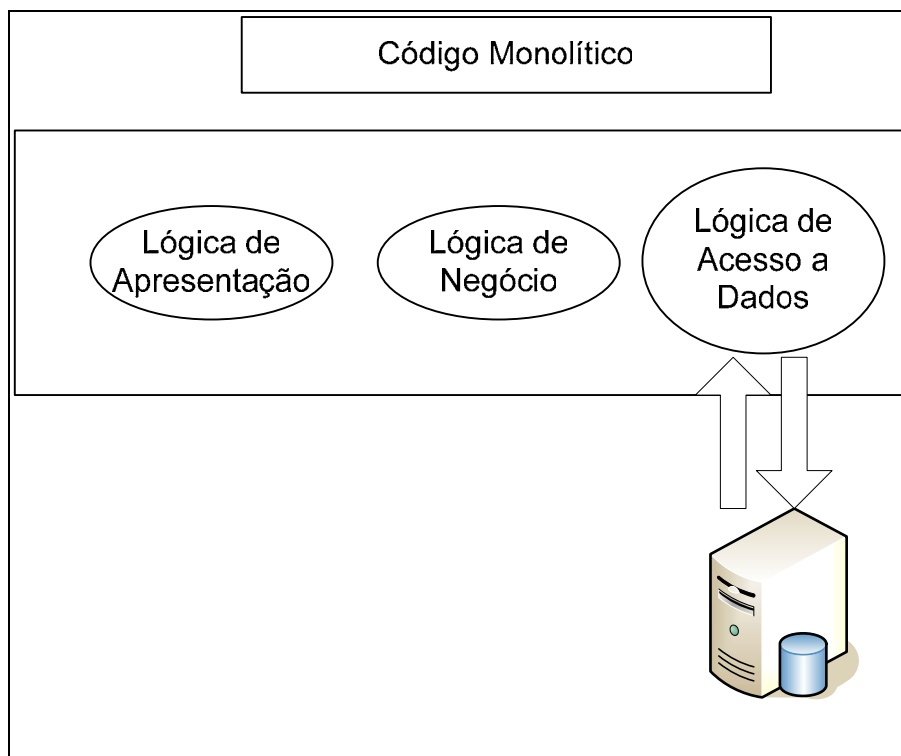 Código Monolítico
Lógica de
Apresentação
Lógica de
Negócio
Lógica de
Acesso a
Dados